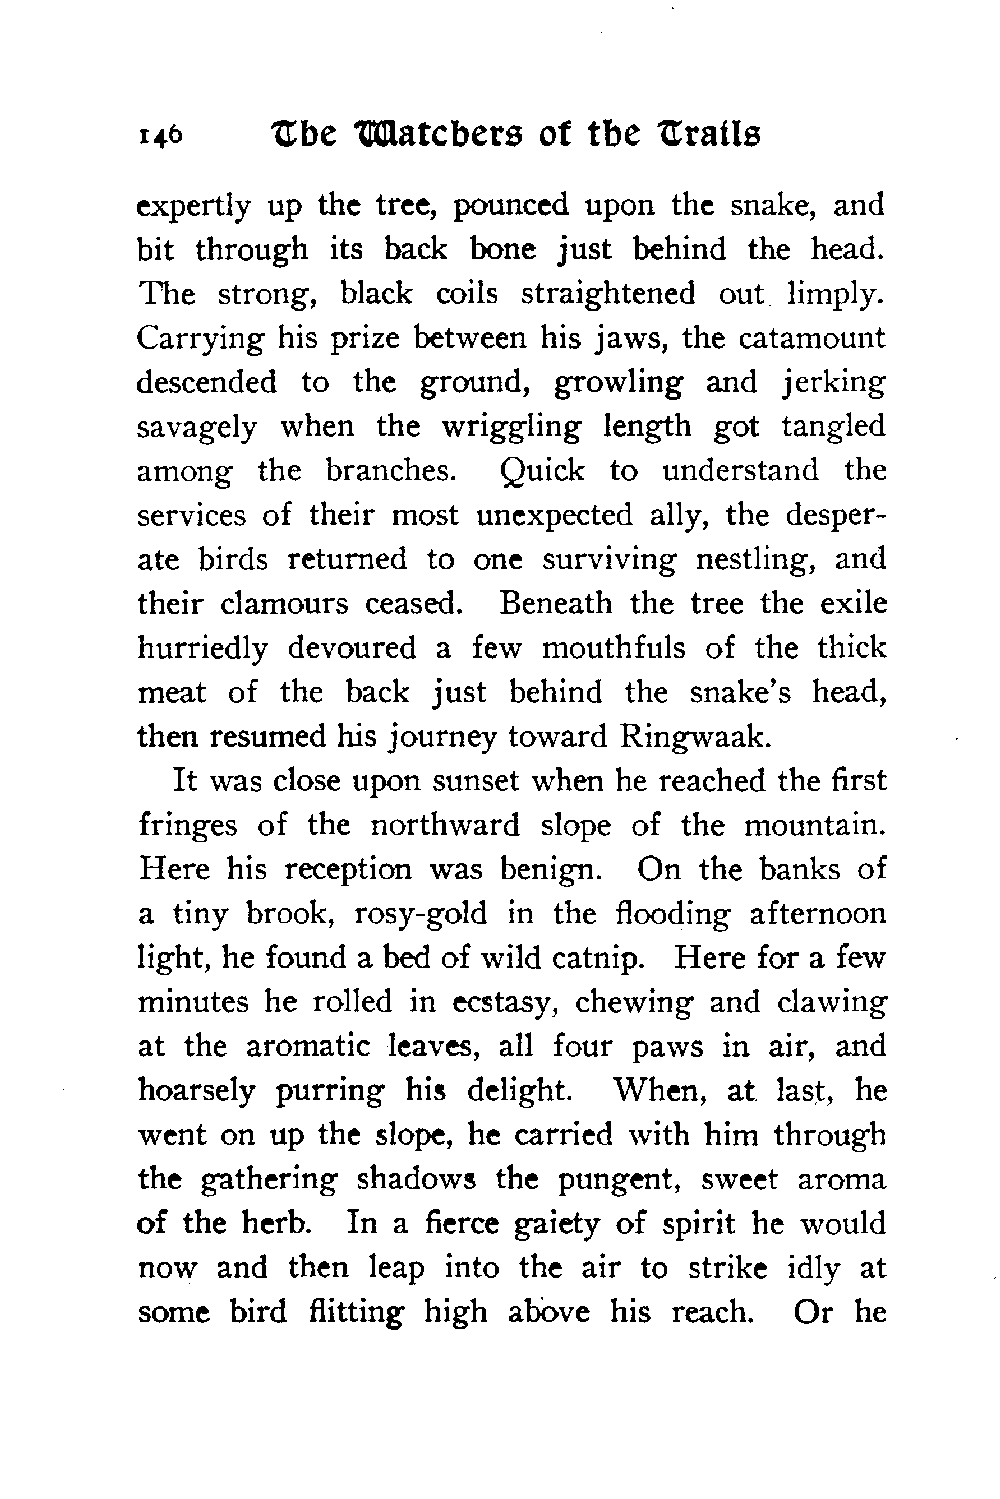 146 The Watchers of the Trails
expertly up the tree, pounced upon the snake, and
bit through its back bone just behind the head.
The strong, black coils straightened out limply.
Carrying his prize between his jaws, the catamount
descended to the ground, growling and jerking
savagely when the wriggling length got tangled
among the branches. Quick to understand the
services of their most unexpected ally, the desper-
ate birds returned to one surviving nestling, and
their clamours ceased. Beneath the tree the exile
hurriedly devoured a few mouthfuls of the thick
meat of the back just behind the snake's head,
then resumed his journey toward Ringwaak.
It was close upon sunset when he reached the first
fringes of the northward slope of the mountain.
Here his reception was benign. On the banks of
a tiny brook, rosy-gold in the flooding afternoon
light, he found a bed of wild catnip. Here for a few
minutes he rolled in ecstasy, chewing and clawing
at the aromatic leaves, all four paws in air, and
hoarsely purring his delight. When, at last, he
went on up the slope, he carried with him through
the gathering shadows the pungent, sweet aroma
of the herb. In a fierce gaiety of spirit he would
now and then leap into the air to strike idly at
some bird flitting high above his reach. Or he